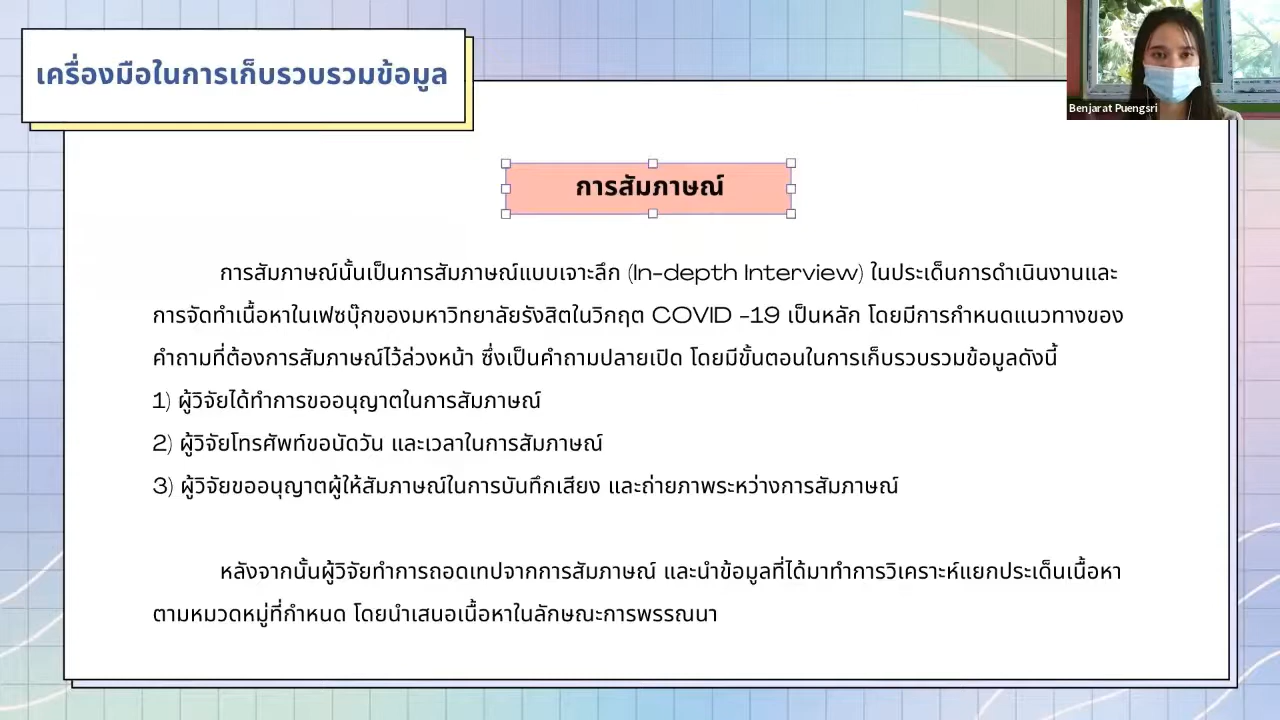 เครื่องมือในการเก็บรวบรวมข้อมูล
Benjarat Puengsri
การสัมภาษณ์
การสัมภาษณ์นั้นเป็นการสัมภาษณ์แบบเจาะลึก (In-depth Interview) ในประเด็นการดำเนินงานและ
การจัดทำเนื้อหาในเฟซบุ๊กของมหาวิทยาลัยรังสิตในวิกฤต COVID -19 เป็นหลัก โดยมีการกำหนดแนวทางของ
คำถามที่ต้องการสัมภาษณ์ไว้ล่วงหน้า ซึ่งเป็นคำถามปลายเปิด โดยมีขั้นตอนในการเก็บรวบรวมข้อมูลดังนี้
1) ผู้วิจัยได้ทำการขออนุญาตในการสัมภาษณ์
2) ผู้วิจัยโทรศัพท์ขอนัดวัน และเวลาในการสัมภาษณ์
3) ผู้วิจัยขออนุญาตผู้ให้สัมภาษณ์ในการบันทึกเสียง และถ่ายภาพระหว่างการสัมภาษณ์
หลังจากนั้นผู้วิจัยทำการถอดเทปจากการสัมภาษณ์ และนำข้อมูลที่ได้มาทำการวิเคราะห์แยกประเด็นเนื้อหา
ตามหมวดหมู่ที่กำหนด โดยนำเสนอเนื้อหาในลักษณะการพรรณนา